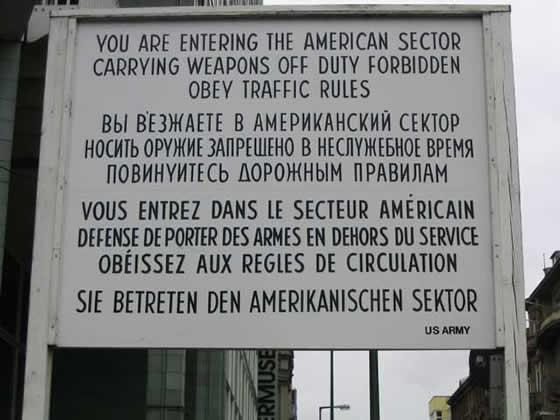 YOU ARE ENTERING THE AMERICAN SECTOR
CARRYING WEAPONS OFF DUTY FORBIDDEN
OBEY TRAFFIC RULES
ВЫ ВЪЕЗЖАЕТЕ В АМЕРИКАНСКИЙ СЕКТОР
НОСИТЬ ОРУЖИЕ ЗАПРЕЩЕНО В НЕСЛУЖЕБНОЕ ВРЕМЯ
ПОВИНУЙТЕСЬ ДОРОЖНЫМ ПРАВИЛАМ
VOUS ENTREZ DANS LE SECTEUR AMÉRICAIN
DEFENSE DE PORTER DES ARMES EN DEHORS DU SERVICE
OBÉISSEZ AUX REGLES DE CIRCULATION
SIE BETRETEN DEN AMERIKANISCHEN SEKTOR
US ARMY